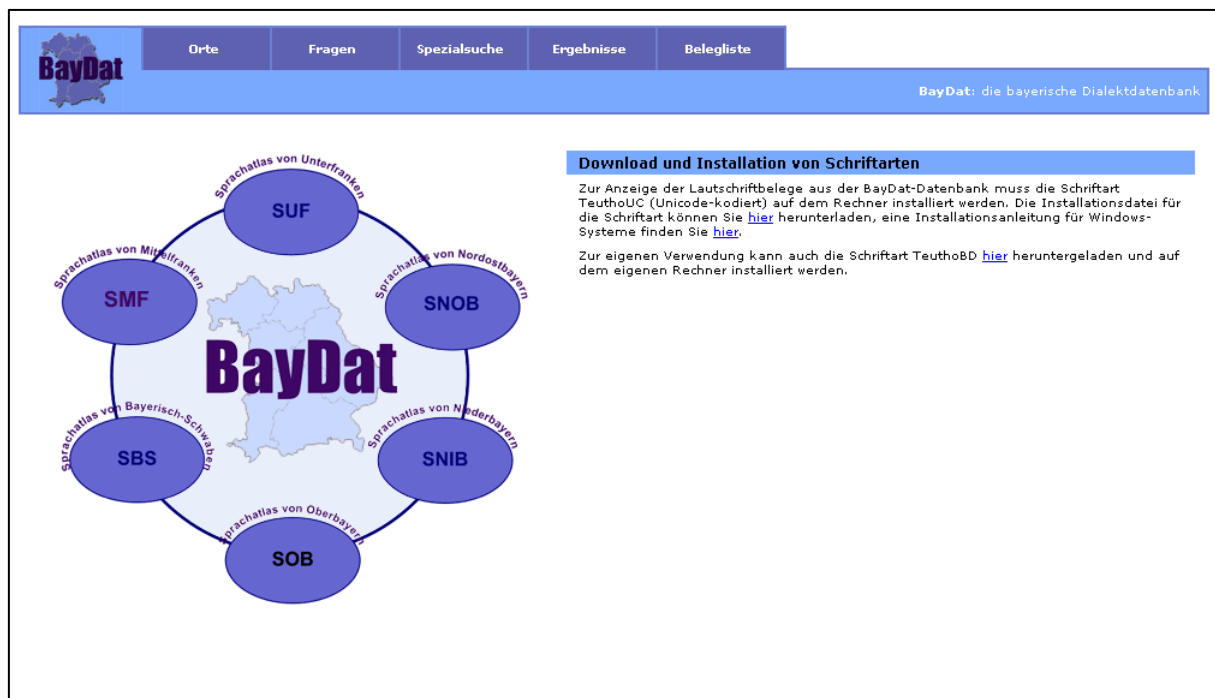 BayDat
Orte
Fragen
Spezialsuche
Ergebnisse
Belegliste
BayDat: die bayerische Dialektdatenbank
Sprachatlas von Unterfranken
SUF
Sprachatlas von Mittelfranken
SMF
Sprachatlas von Nordostbayern
SNOB
BayDat
Sprachatlas von Bayerisch-Schwaben
SBS
Sprachatlas von Niederbayern
SNIB
Sprachatlas von Oberbayern
SOB
Download und Installation von Schriftarten
Zur Anzeige der Lautschriftbelege aus der BayDat-Datenbank muss die Schriftart
TeuthoUC (Unicode-kodiert) auf dem Rechner installiert werden. Die Installationsdatei für
die Schriftart können Sie hier herunterladen, eine Installationsanleitung für Windows-
Systeme finden Sie hier.
Zur eigenen Verwendung kann auch die Schriftart TeuthoBD hier heruntergeladen und auf
dem eigenen Rechner installiert werden.